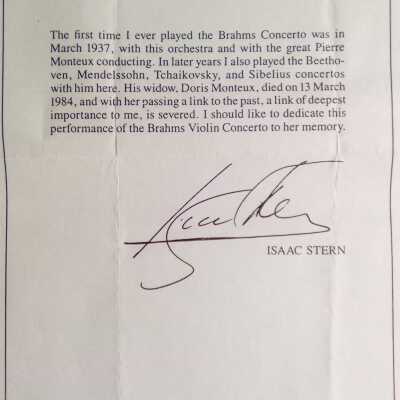 The first time I ever played the Brahms Concerto was in
March 1937, with this orchestra and with the great Pierre
Monteux conducting. In later years I also played the Beetho-
ven, Mendelssohn, Tchaikovsky, and Sibelius concertos
with him here. His widow, Doris Monteux, died on 13 March
1984, and with her passing a link to the past, a link of deepest
importance to me, is severed. I should like to dedicate this
performance of the Brahms Violin Concerto to her memory.
Isaac Stern
ISAAC STERN